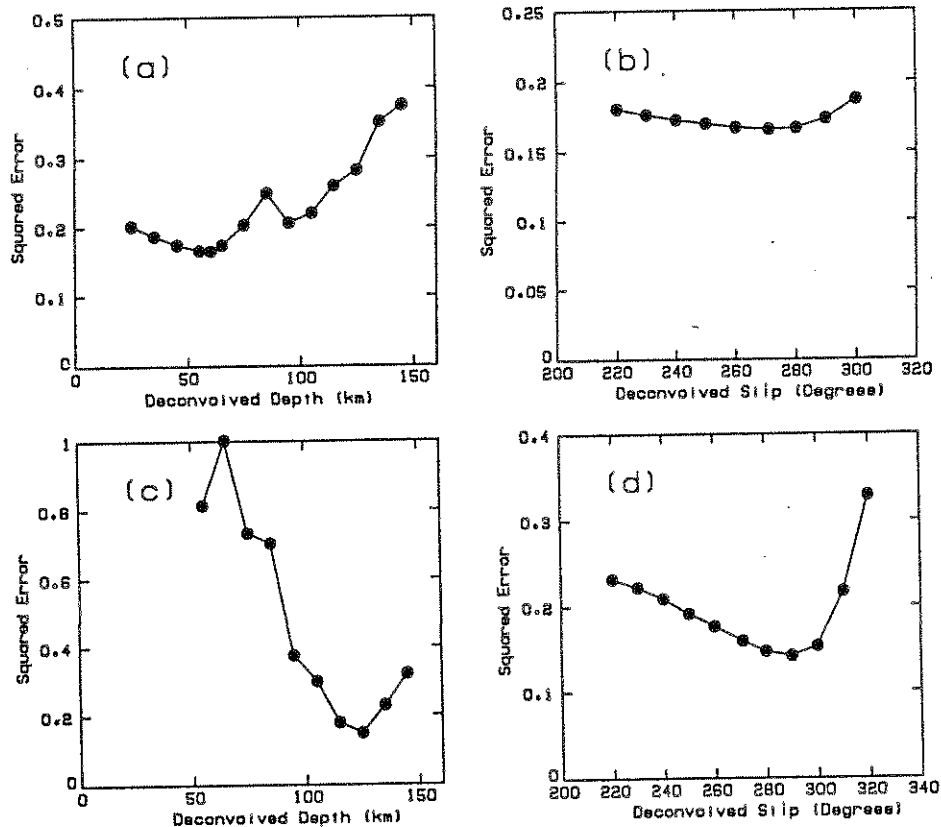 (a)
Squared Error
0.5
0.4
0.3
0.2
0.1
0
0 50 100 150
Deconvolved Depth (km)
(b)
Squared Error
0.25
0.2
0.15
0.1
0.05
0
200 220 240 260 280 300 320
Deconvolved Slip (Degrees)
(c)
Squared Error
1
0.8
0.6
0.4
0.2
0
0 50 100 150
Deconvolved Depth (km)
(d)
Squared Error
0.4
0.3
0.2
0.1
0
200 220 240 260 280 300 320 340
Deconvolved Slip (Degrees)